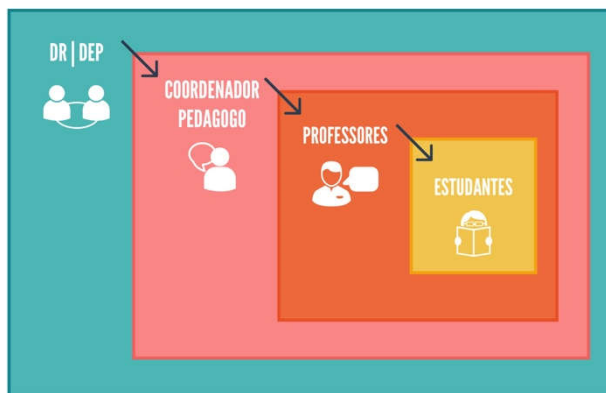 DR | DEP
COORDENADOR
PEDAGOGO
PROFESSORES
ESTUDANTES